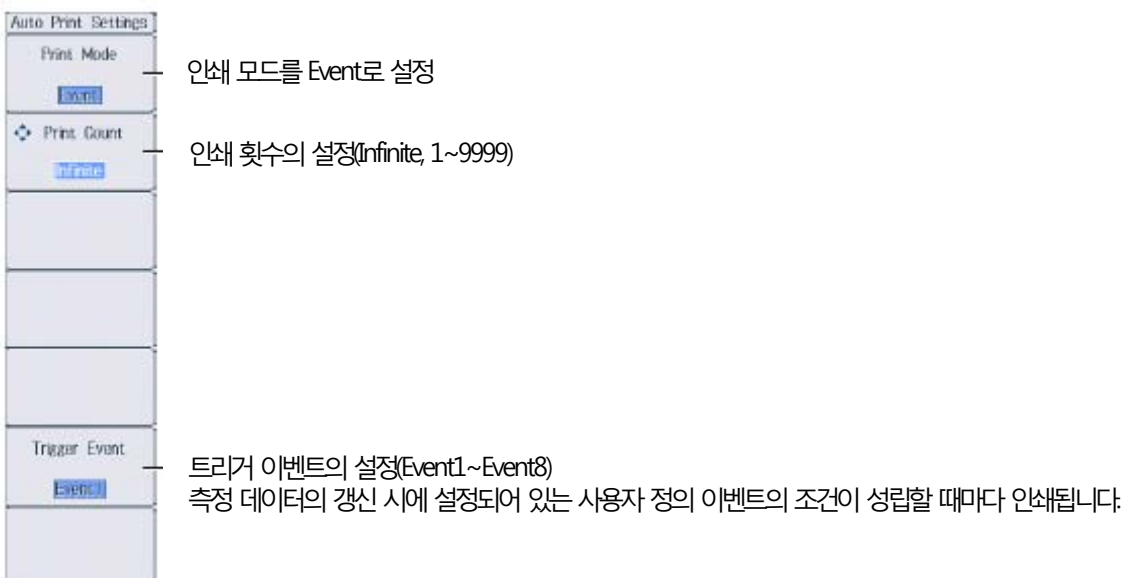 Auto Print Settings
Print Mode
Event
인쇄 모드를 Event로 설정
Print Count
Infinite
인쇄 횟수의 설정(Infinite, 1~9999)
Trigger Event
Event1
트리거 이벤트의 설정(Event1~Event8)
측정 데이터의 갱신 시에 설정되어 있는 사용자 정의 이벤트의 조건이 성립할 때마다 인쇄됩니다.